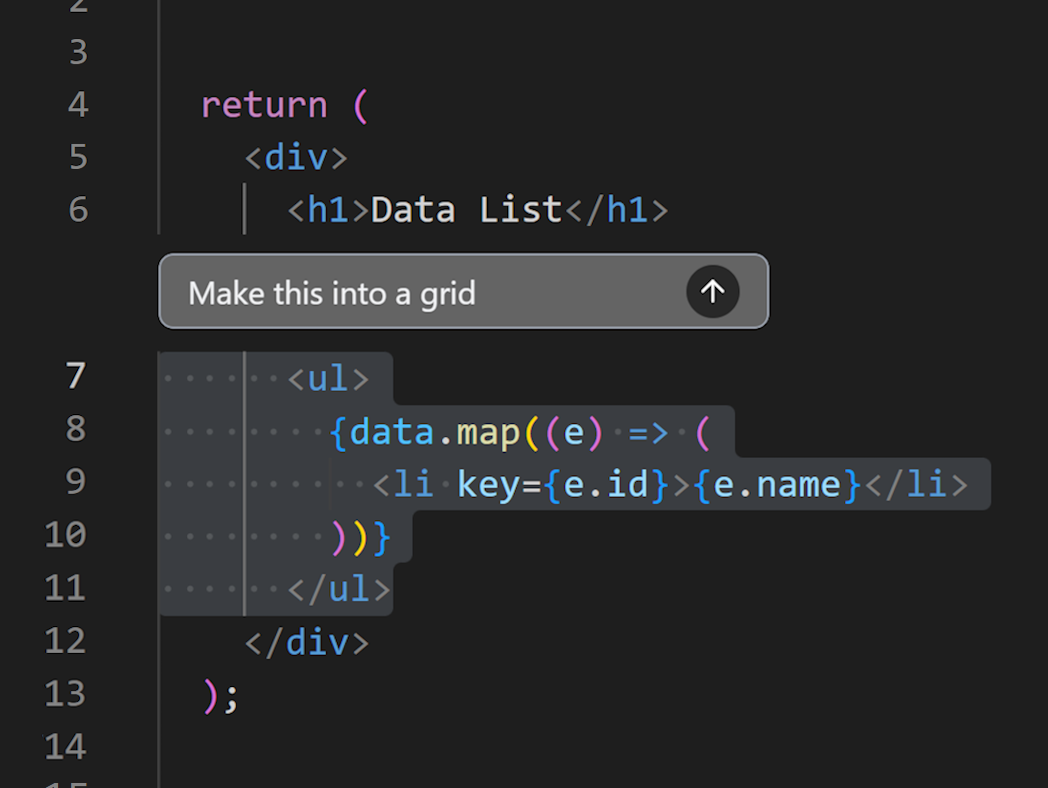 2
3
4 return (
5 <div>
6 <h1>Data List</h1>
Make this into a grid
7 <ul>
8 {data.map((e) => (
9 <li key={e.id}>{e.name}</li>
10 ))}
11 </ul>
12 </div>
13 );
14
15